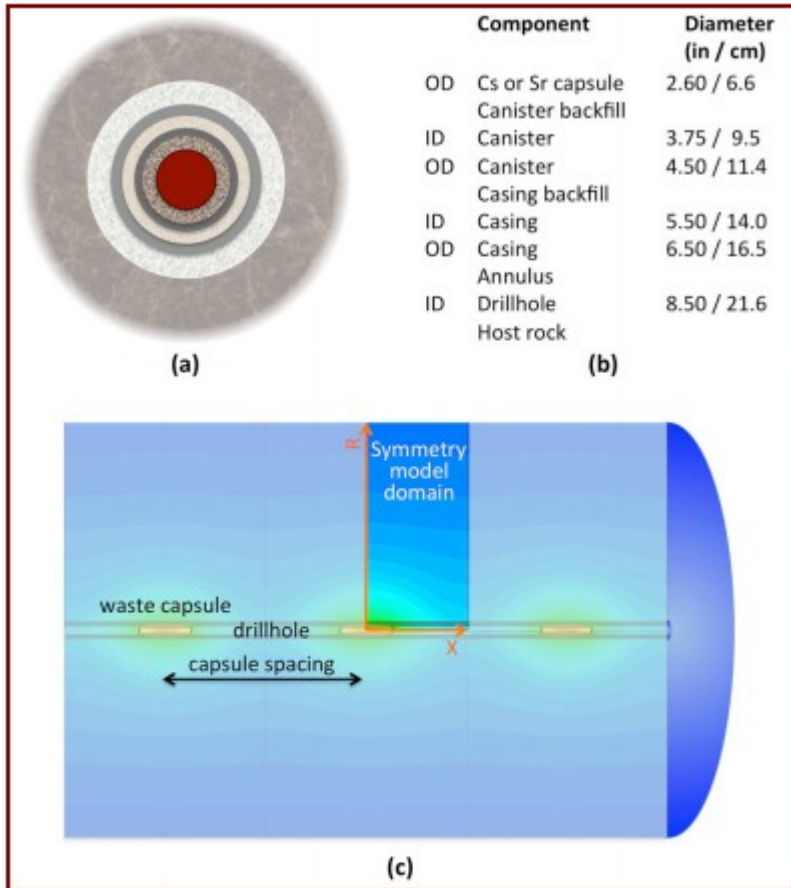 Component Diameter
(in / cm)
OD Cs or Sr capsule 2.60 / 6.6
Canister backfill
ID Canister 3.75 / 9.5
OD Canister 4.50 / 11.4
Casing backfill
ID Casing 5.50 / 14.0
OD Casing 6.50 / 16.5
Annulus
ID Drillhole 8.50 / 21.6
Host rock
(a)
(b)
R
Symmetry
model
domain
waste capsule
drillhole
X
capsule spacing
(c)